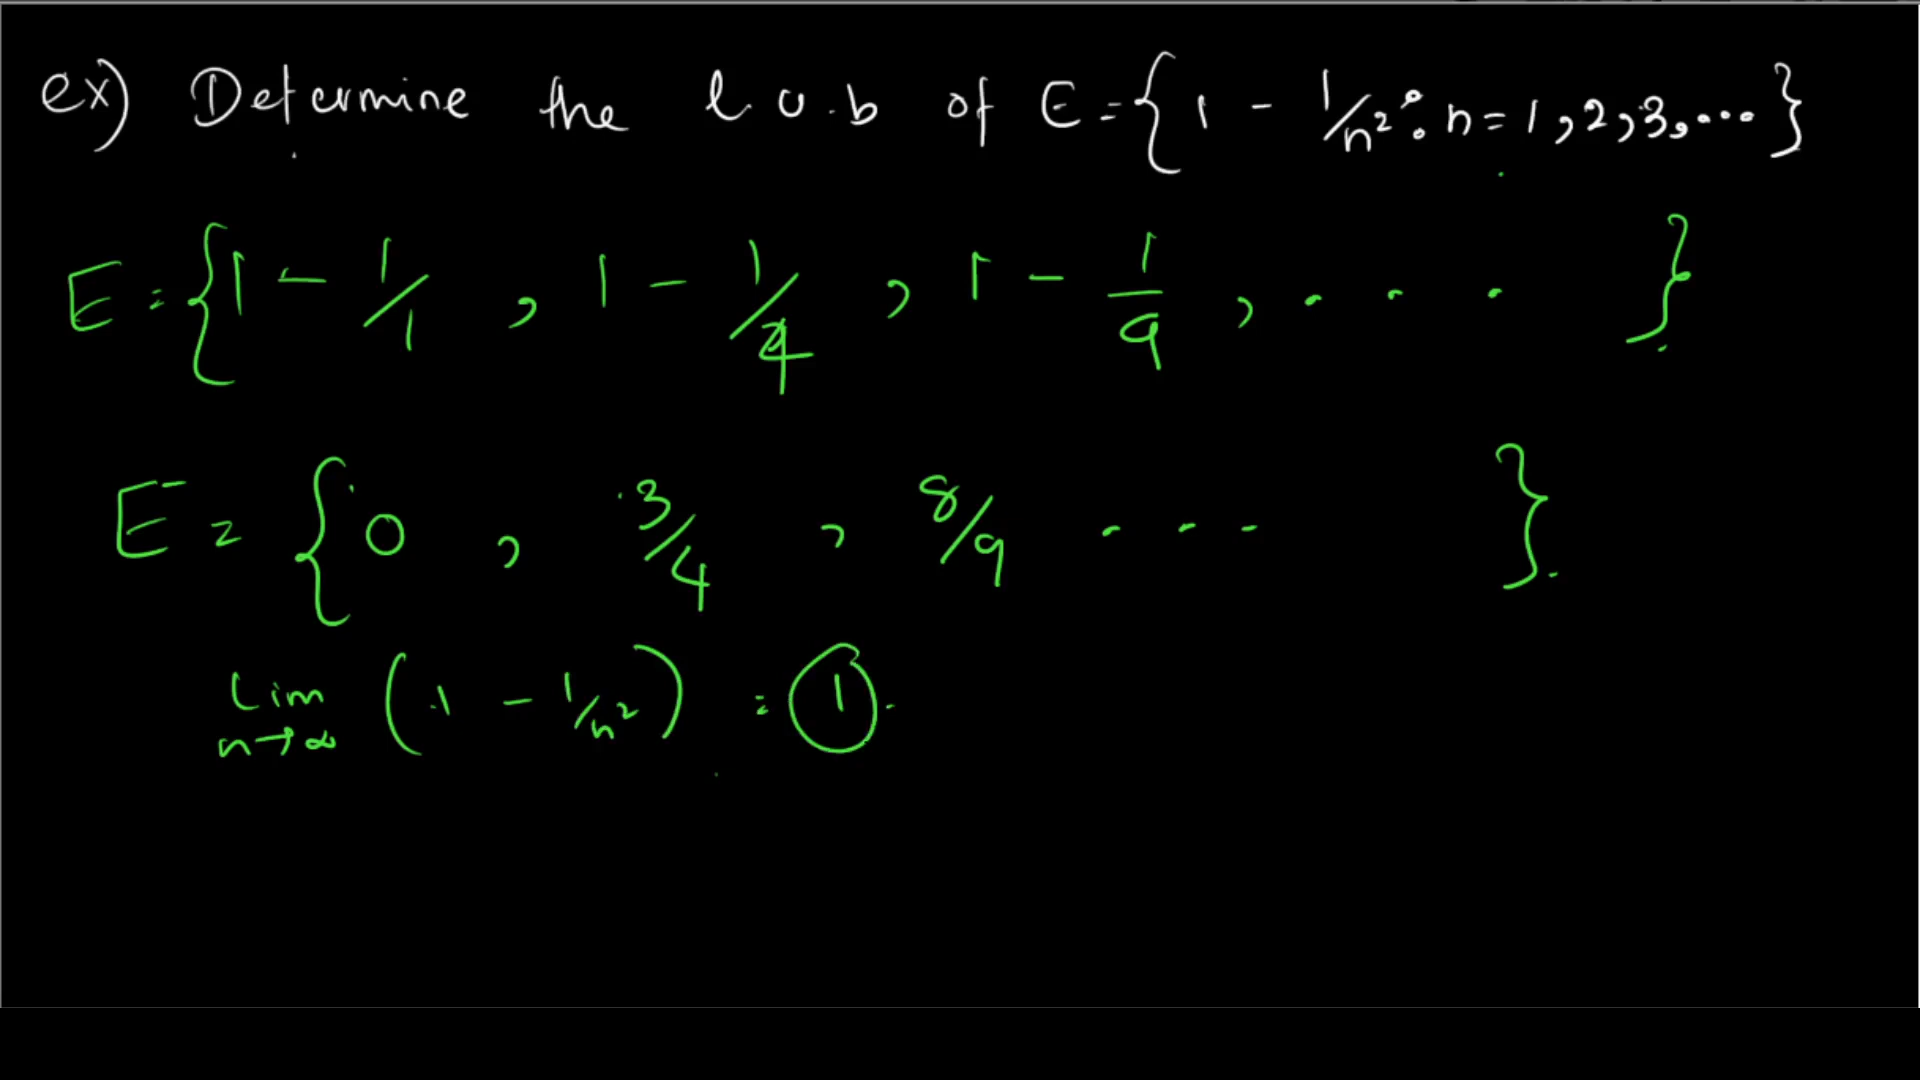 ex) Determine the l.u.b of E = { 1 - 1/n² : n = 1, 2, 3, ... }
E = { 1 - 1/1 , 1 - 1/4 , 1 - 1/9 , . . . }
E = { 0 , 3/4 , 8/9 . . . }
Lim n→∞ ( 1 - 1/n² ) = 1